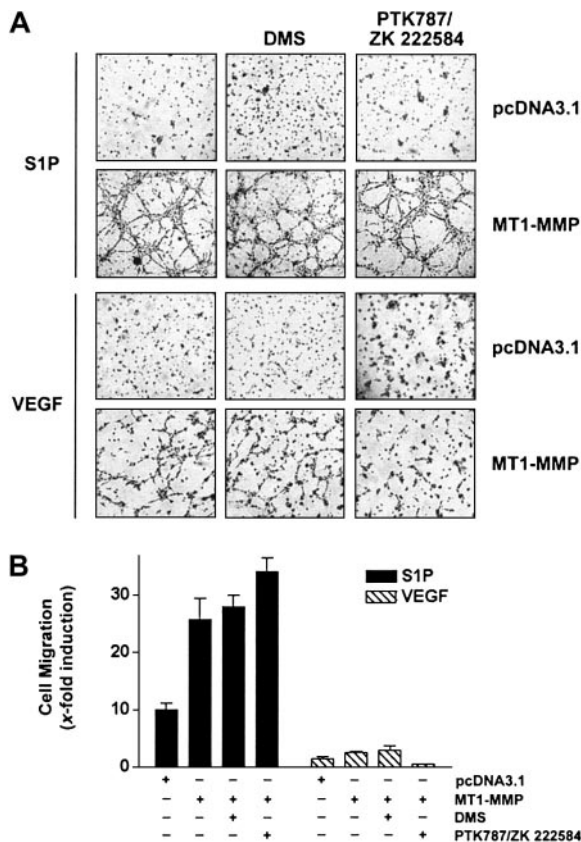 A
DMS
PTK787/
ZK 222584
S1P
pcDNA3.1
MT1-MMP
VEGF
pcDNA3.1
MT1-MMP
B
Cell Migration
(x-fold induction)
30
20
10
0
S1P
VEGF
+ – – – + – – – pcDNA3.1
– + + + – + + + MT1-MMP
– – + – – – + – DMS
– – – + – – – + PTK787/ZK 222584